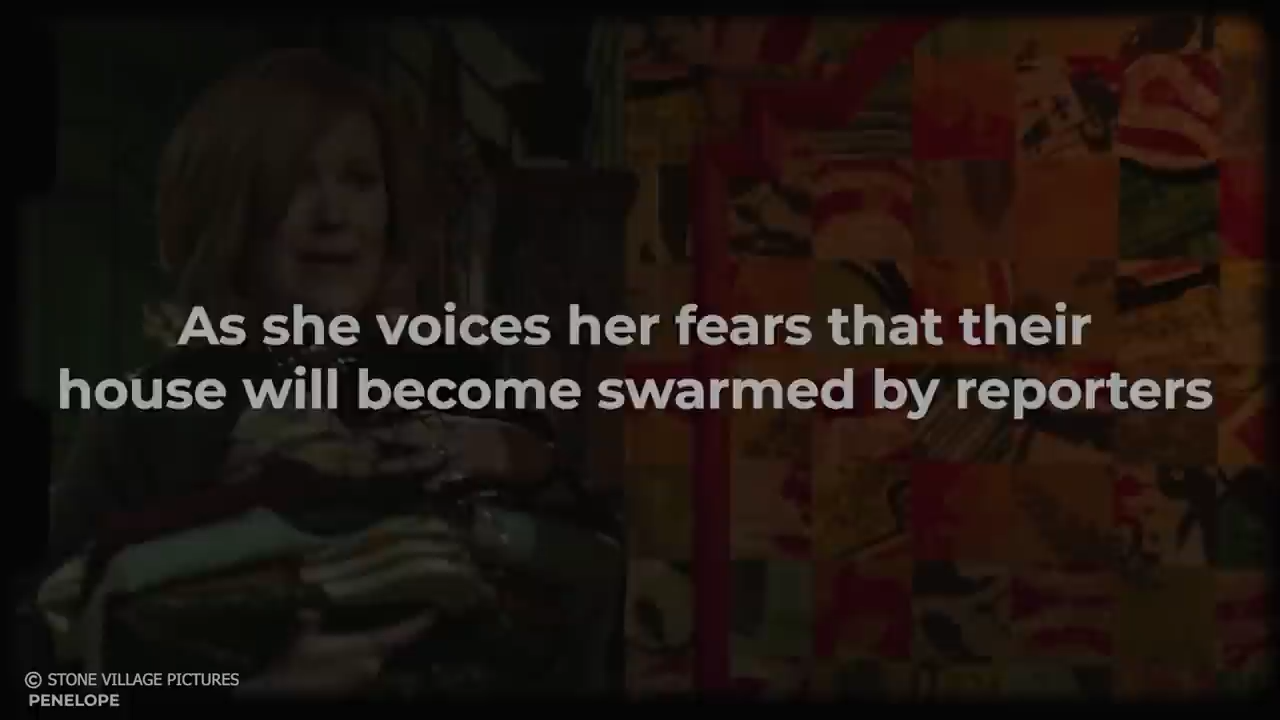 As she voices her fears that their
house will become swarmed by reporters
© STONE VILLAGE PICTURES
PENELOPE